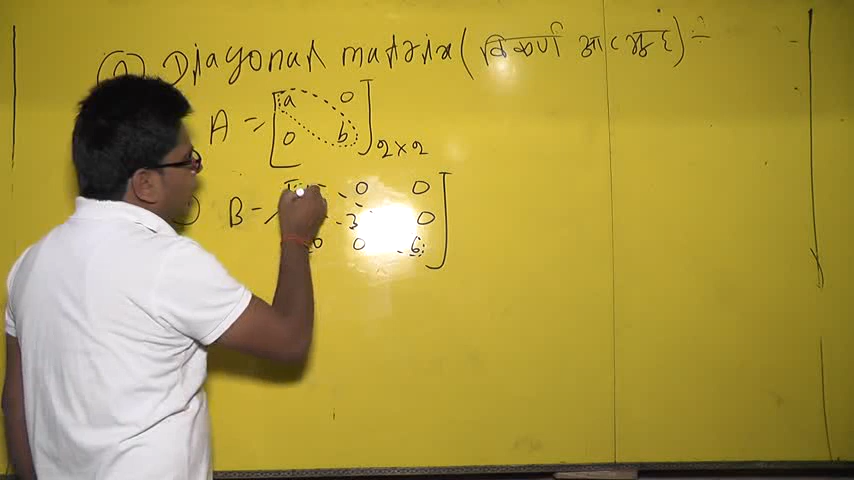 Diagonal matrix (विकर्ण आव्यूह) ÷
A = [a 0
0 b] 2×2
B = 0 0
3 0
0 0 6]